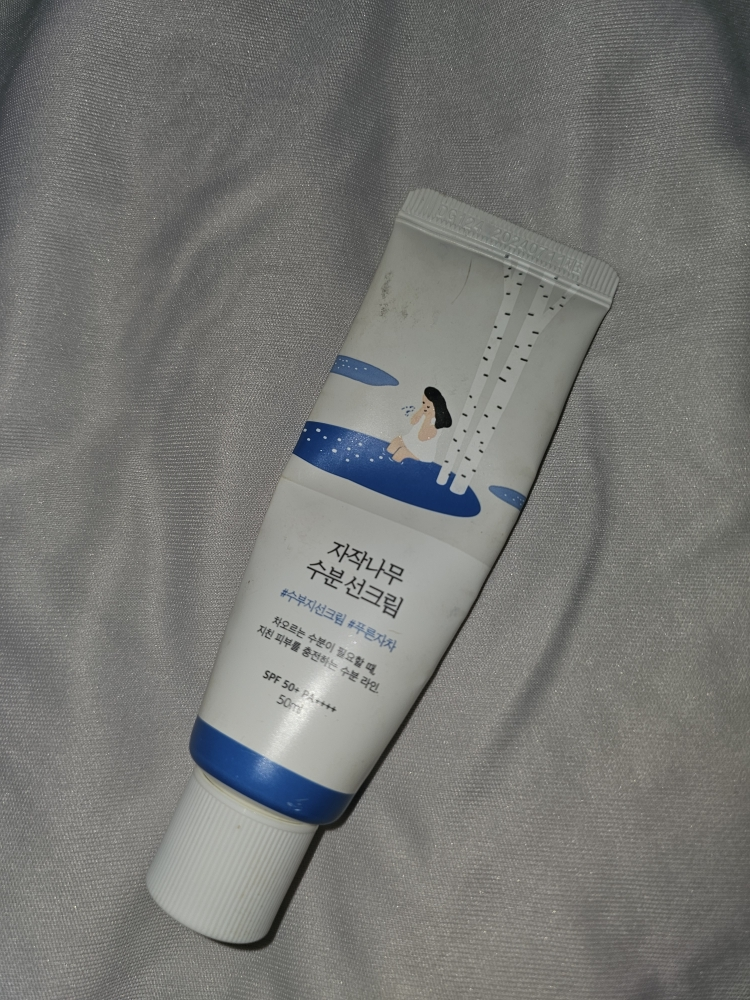 자작나무
수분 선크림
#수부지선크림 #푸른자차
차오르는 수분이 필요할 때,
지친 피부를 충전하는 수분 라인.
SPF 50+ PA++++
50ml